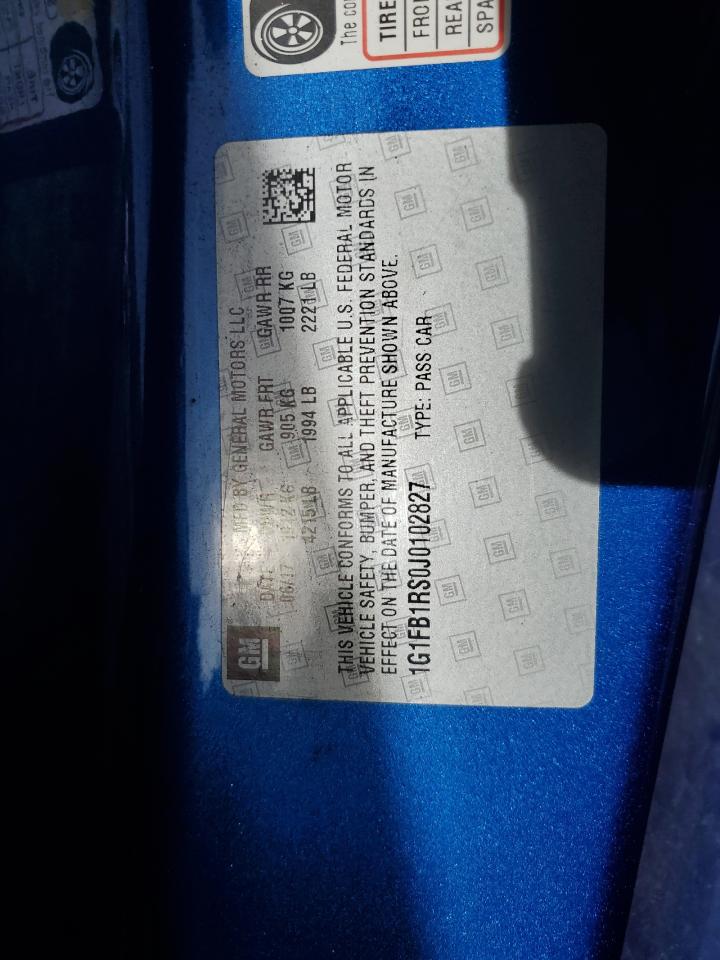 The co
TIRE
FRO
REA
SPA
GM
MFD BY GENERAL MOTORS LLC
DATE GVWR GAWR FRT GAWR RR
06/17 1912 KG 905 KG 1007 KG
4215 LB 1994 LB 2221 LB
THIS VEHICLE CONFORMS TO ALL APPLICABLE U.S. FEDERAL MOTOR
VEHICLE SAFETY, BUMPER, AND THEFT PREVENTION STANDARDS IN
EFFECT ON THE DATE OF MANUFACTURE SHOWN ABOVE.
1G1FB1RS0J0102827 TYPE: PASS CAR